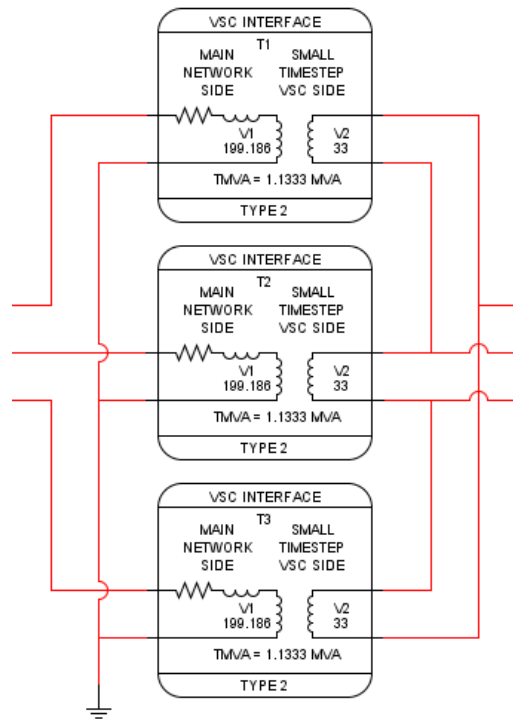 VSC INTERFACE
T1
MAIN SMALL
NETWORK TIMESTEP
SIDE VSC SIDE
V1 V2
199.186 33
TMVA = 1.1333 MVA
TYPE 2
VSC INTERFACE
T2
MAIN SMALL
NETWORK TIMESTEP
SIDE VSC SIDE
V1 V2
199.186 33
TMVA = 1.1333 MVA
TYPE 2
VSC INTERFACE
T3
MAIN SMALL
NETWORK TIMESTEP
SIDE VSC SIDE
V1 V2
199.186 33
TMVA = 1.1333 MVA
TYPE 2